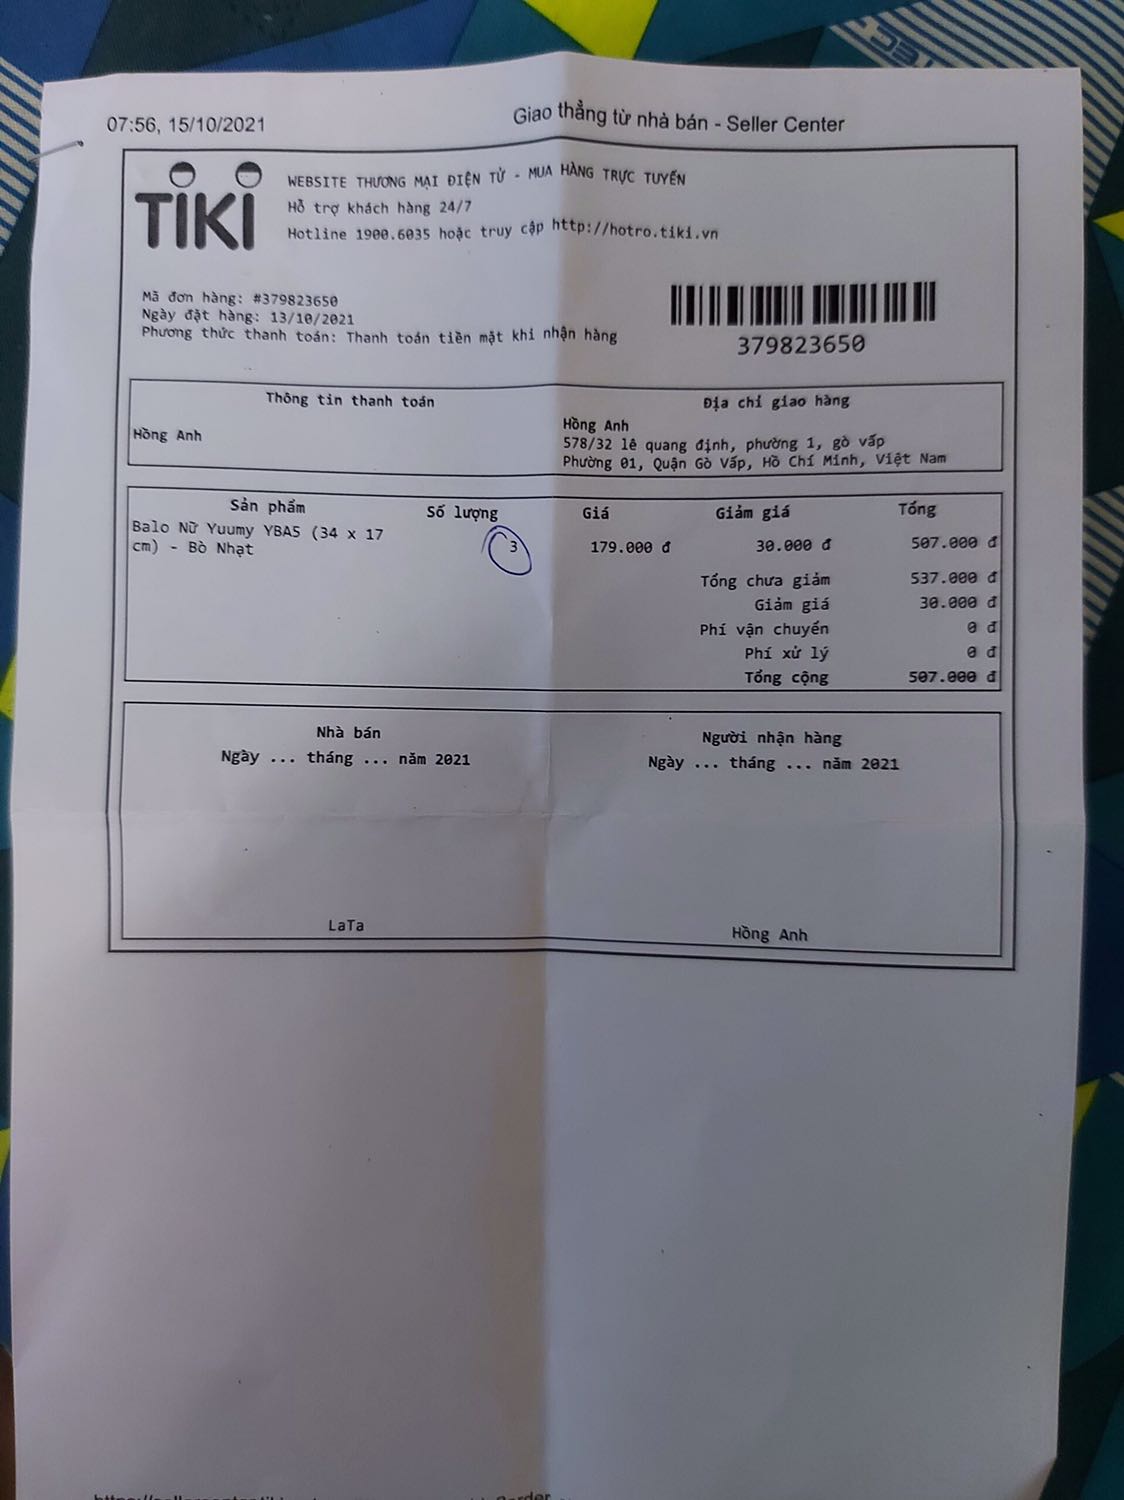 07:56, 15/10/2021 Giao thẳng từ nhà bán - Seller Center
TIKI
WEBSITE THƯƠNG MẠI ĐIỆN TỬ - MUA HÀNG TRỰC TUYẾN
Hỗ trợ khách hàng 24/7
Hotline 1900.6035 hoặc truy cập http://hotro.tiki.vn
Mã đơn hàng: #379823650
Ngày đặt hàng: 13/10/2021
Phương thức thanh toán: Thanh toán tiền mặt khi nhận hàng
379823650
Thông tin thanh toán
Hồng Anh
Địa chỉ giao hàng
Hồng Anh
578/32 lê quang định, phường 1, gò vấp
Phường 01, Quận Gò Vấp, Hồ Chí Minh, Việt Nam
Sản phẩm Số lượng Giá Giảm giá Tổng
Balo Nữ Yuumy YBA5 (34 x 17
cm) - Bò Nhạt 3 179.000 đ 30.000 đ 507.000 đ
Tổng chưa giảm 537.000 đ
Giảm giá 30.000 đ
Phí vận chuyển 0 đ
Phí xử lý 0 đ
Tổng cộng 507.000 đ
Nhà bán
Ngày ... tháng ... năm 2021
LaTa
Người nhận hàng
Ngày ... tháng ... năm 2021
Hồng Anh